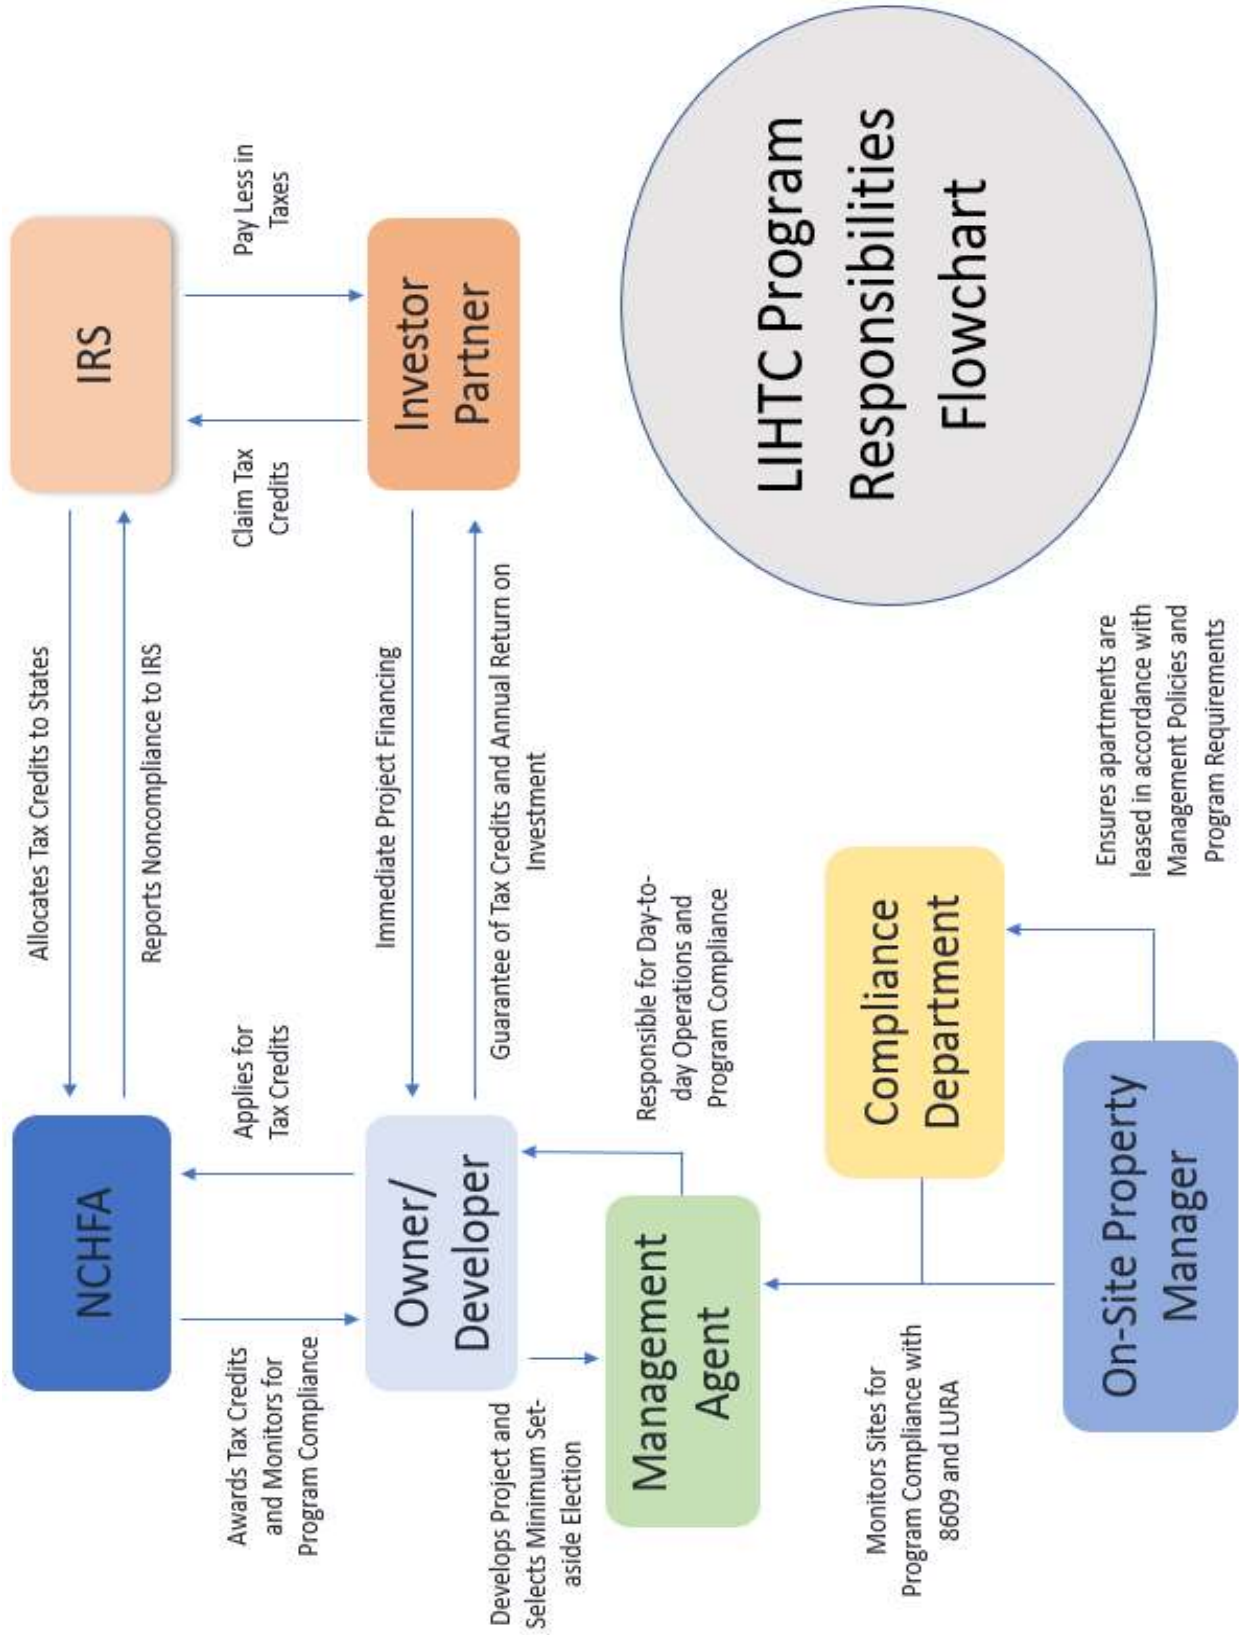 NCHFA
Allocates Tax Credits to States
Reports Noncompliance to IRS
IRS
Awards Tax Credits
and Monitors for
Program Compliance
Applies for
Tax Credits
Claim Tax
Credits
Pay Less in
Taxes
Owner/
Developer
Immediate Project Financing
Guarantee of Tax Credits and Annual Return on
Investment
Investor
Partner
Develops Project and
Selects Minimum Set-
aside Election
Management
Agent
Responsible for Day-to-
day Operations and
Program Compliance
LIHTC Program
Responsibilities
Flowchart
Monitors Sites for
Program Compliance with
8609 and LURA
Compliance
Department
On-Site Property
Manager
Ensures apartments are
leased in accordance with
Management Policies and
Program Requirements